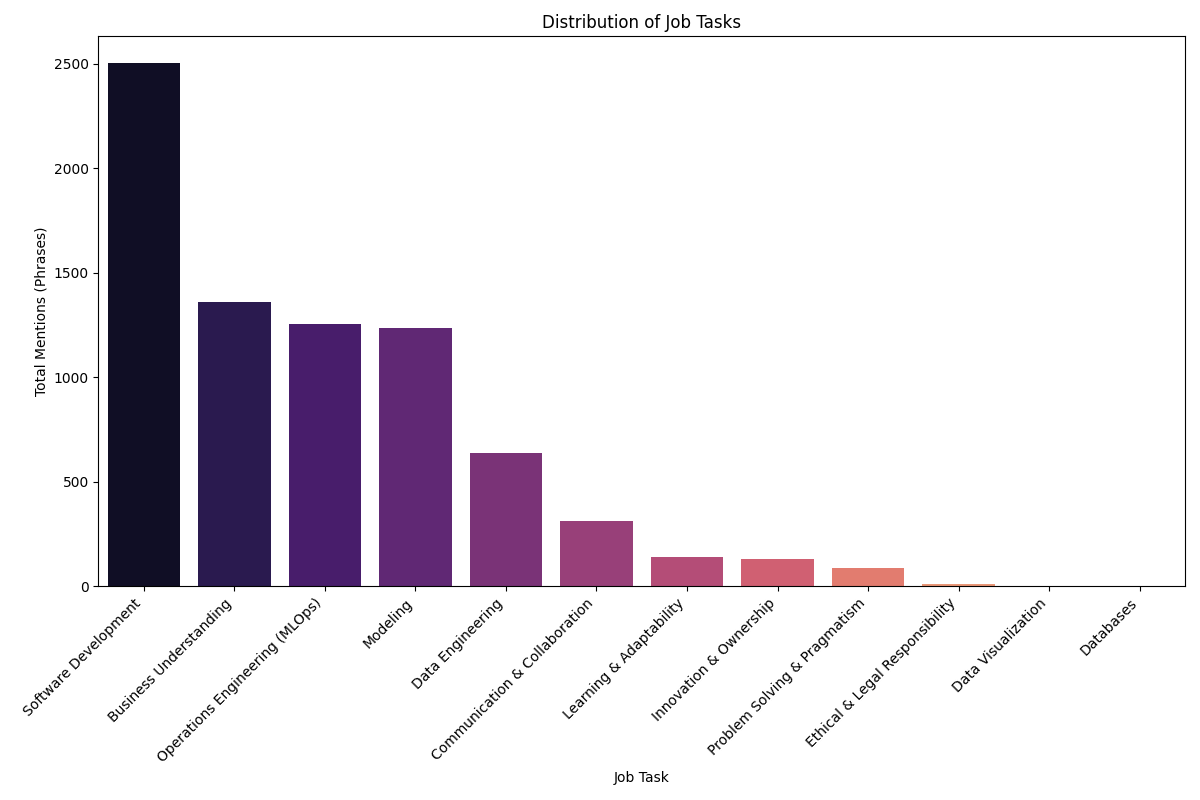 Distribution of Job Tasks
Total Mentions (Phrases)
2500
2000
1500
1000
500
0
Software Development
Business Understanding
Operations Engineering (MLOps)
Modeling
Data Engineering
Communication & Collaboration
Learning & Adaptability
Innovation & Ownership
Problem Solving & Pragmatism
Ethical & Legal Responsibility
Data Visualization
Databases
Job Task